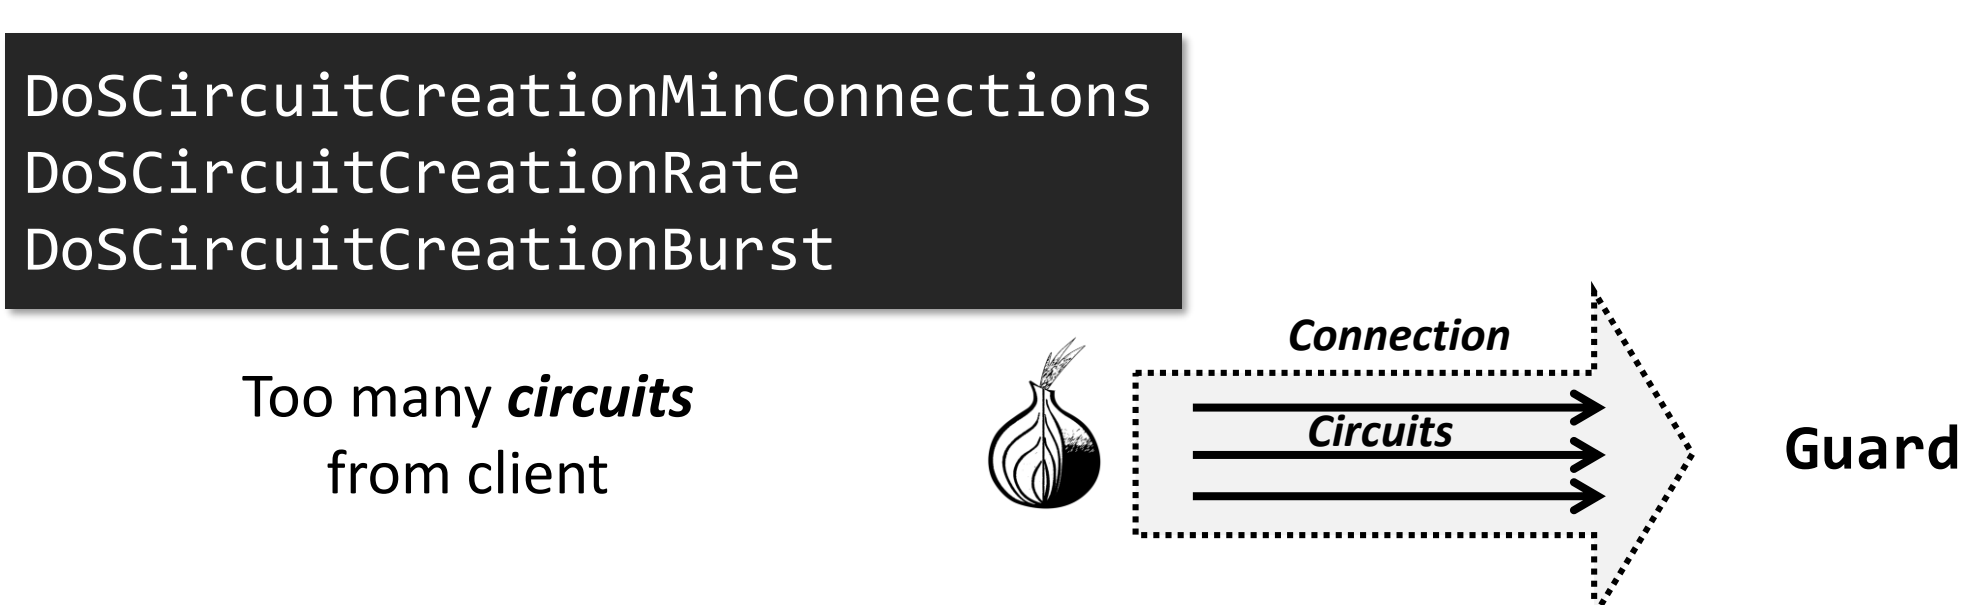 DoSCircuitCreationMinConnections
DoSCircuitCreationRate
DoSCircuitCreationBurst
Too many circuits
from client
Connection
Circuits
Guard